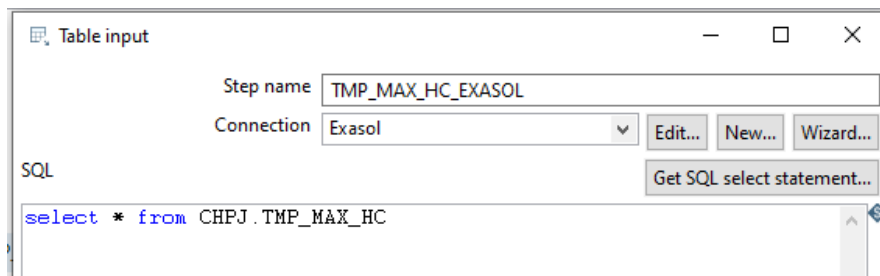 Table input
Step name TMP_MAX_HC_EXASOL
Connection Exasol Edit... New... Wizard...
SQL Get SQL select statement...
select * from CHPJ.TMP_MAX_HC